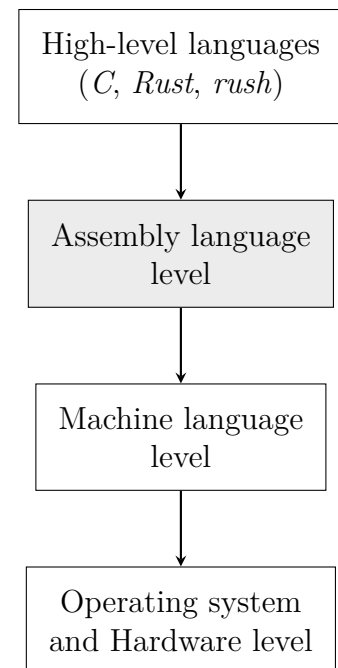 High-level languages
(C, Rust, rush)
Assembly language
level
Machine language
level
Operating system
and Hardware level